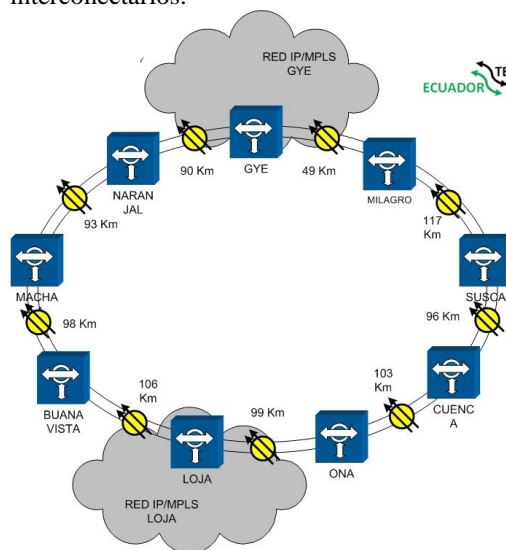 interconectarlos.
RED IP/MPLS
GYE
TE
ECUADOR
90 Km
GYE
49 Km
NARAN
JAL
MILAGRO
93 Km
117
Km
MACHA
SUSCA
98 Km
96 Km
BUANA
VISTA
106
Km
103
Km
CUENC
A
99 Km
LOJA
ONA
RED IP/MPLS
LOJA